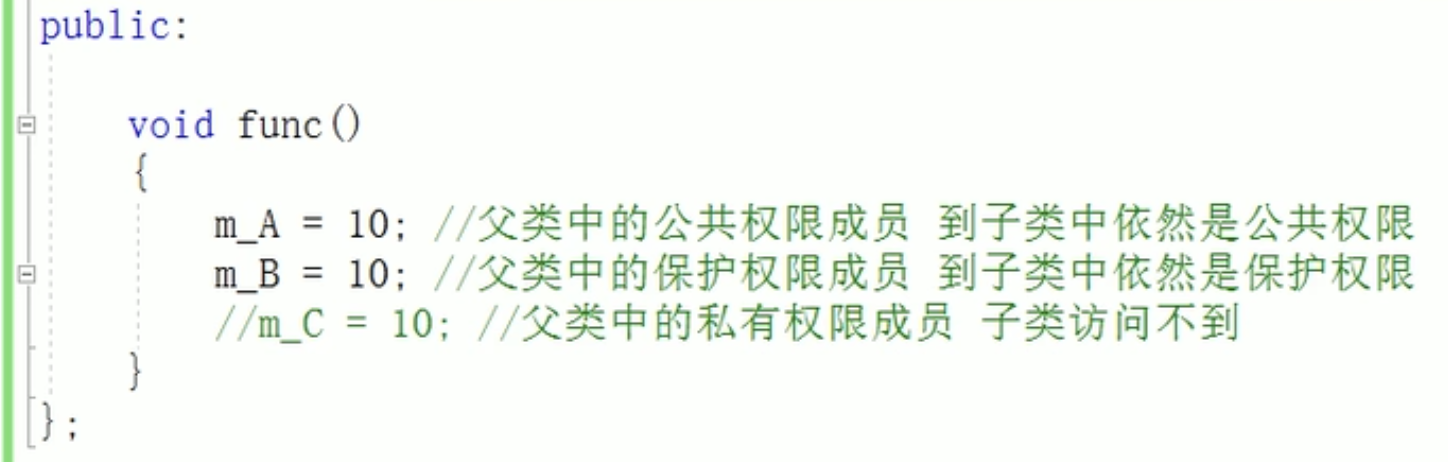 public:
void func()
{
m_A = 10; //父类中的公共权限成员 到子类中依然是公共权限
m_B = 10; //父类中的保护权限成员 到子类中依然是保护权限
//m_C = 10; //父类中的私有权限成员 子类访问不到
}
};